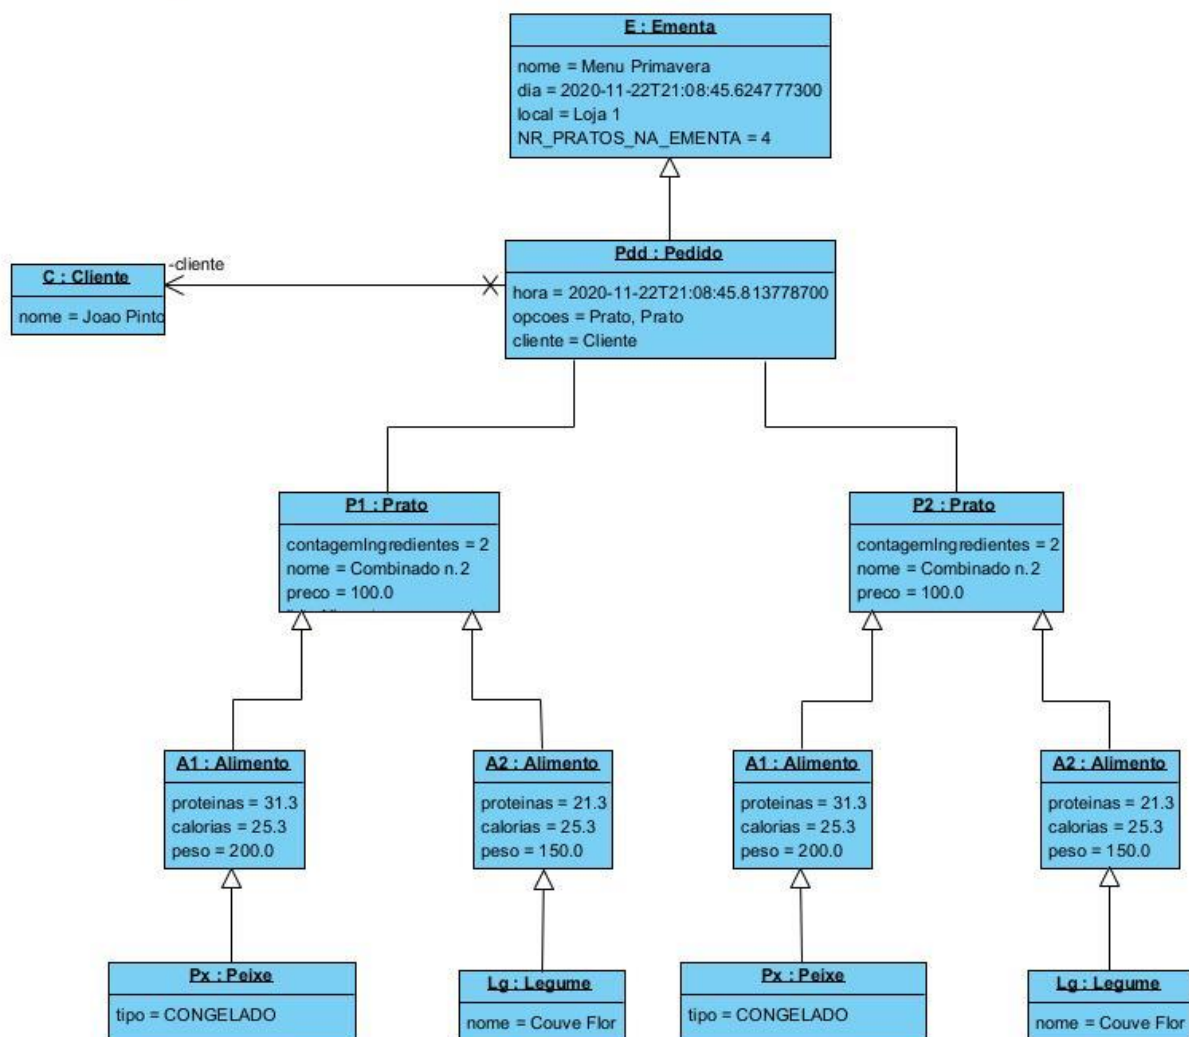 E : Ementa
nome = Menu Primavera
dia = 2020-11-22T21:08:45.624777300
local = Loja 1
NR_PRATOS_NA_EMENTA = 4
-cliente
C : Cliente
nome = Joao Pinto
Pdd : Pedido
hora = 2020-11-22T21:08:45.813778700
opcoes = Prato, Prato
cliente = Cliente
P1 : Prato
contagemIngredientes = 2
nome = Combinado n.2
preco = 100.0
P2 : Prato
contagemIngredientes = 2
nome = Combinado n.2
preco = 100.0
A1 : Alimento
proteinas = 31.3
calorias = 25.3
peso = 200.0
A2 : Alimento
proteinas = 21.3
calorias = 25.3
peso = 150.0
A1 : Alimento
proteinas = 31.3
calorias = 25.3
peso = 200.0
A2 : Alimento
proteinas = 21.3
calorias = 25.3
peso = 150.0
Px : Peixe
tipo = CONGELADO
Lg : Legume
nome = Couve Flor
Px : Peixe
tipo = CONGELADO
Lg : Legume
nome = Couve Flor